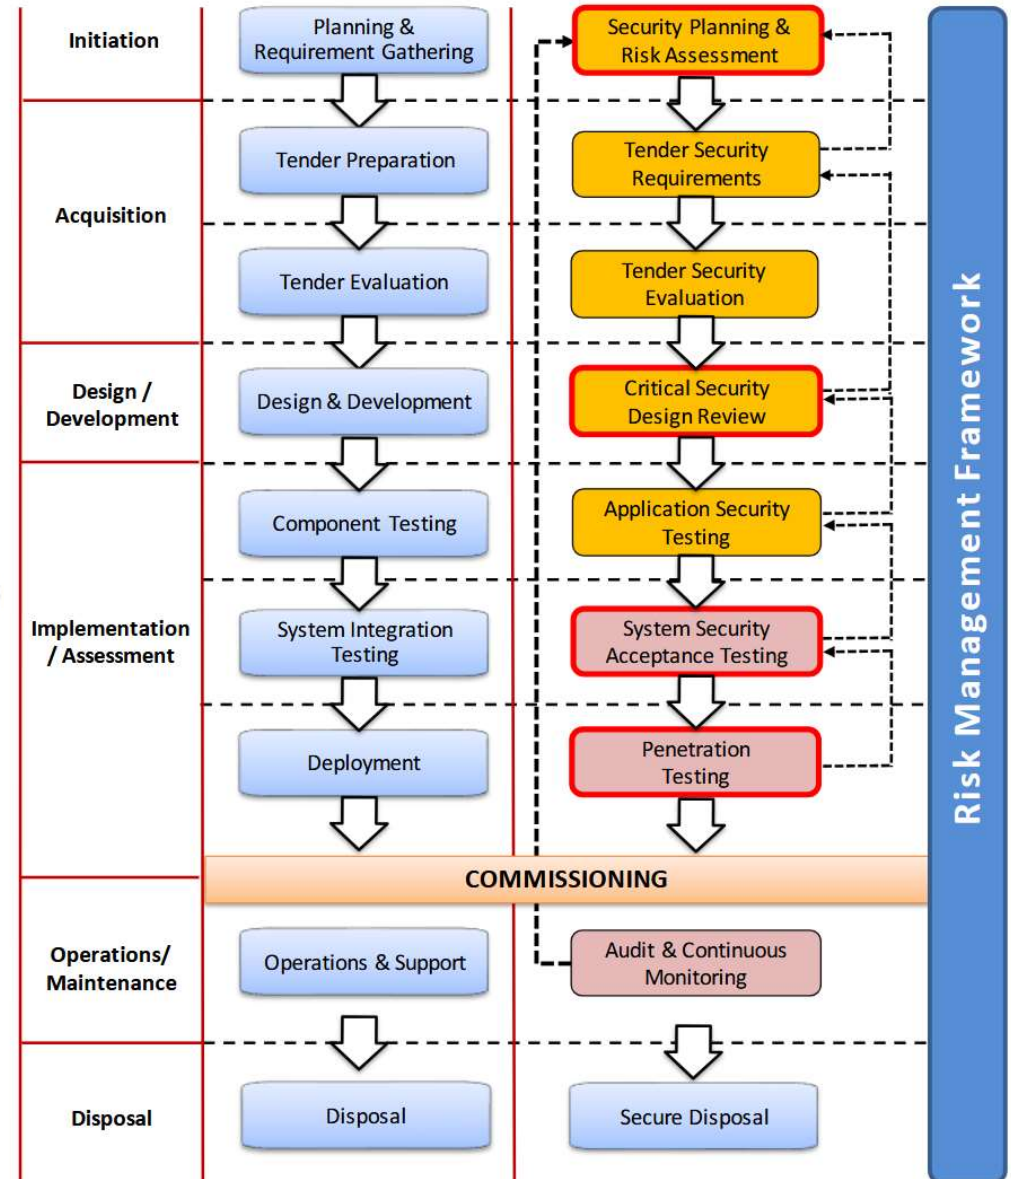 Initiation
Planning &
Requirement Gathering
Security Planning &
Risk Assessment
Acquisition
Tender Preparation
Tender Security
Requirements
Tender Evaluation
Tender Security
Evaluation
Design /
Development
Design & Development
Critical Security
Design Review
Implementation
/ Assessment
Component Testing
Application Security
Testing
System Integration
Testing
System Security
Acceptance Testing
Deployment
Penetration
Testing
COMMISSIONING
Operations/
Maintenance
Operations & Support
Audit & Continuous
Monitoring
Disposal
Disposal
Secure Disposal
Risk Management Framework